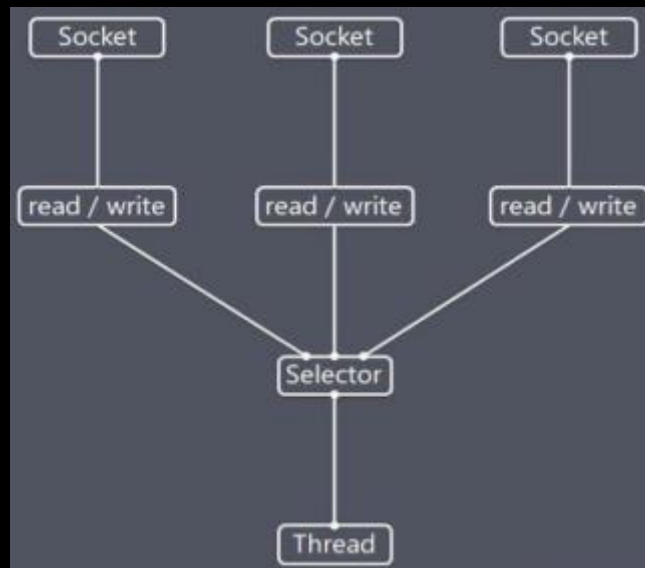 Socket
Socket
Socket
read / write
read / write
read / write
Selector
Thread